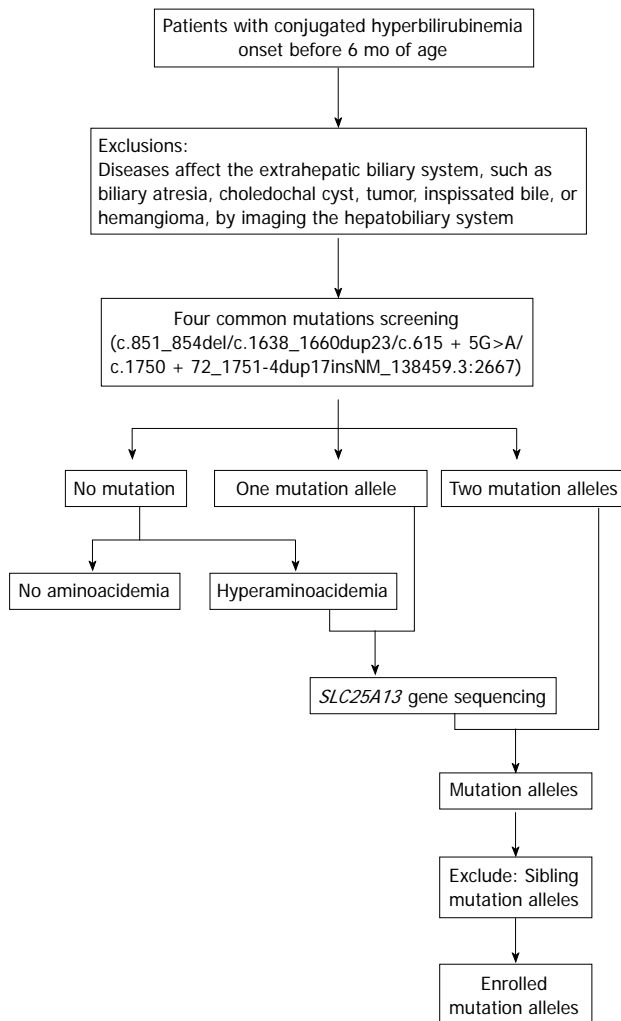 Patients with conjugated hyperbilirubinemia
onset before 6 mo of age
Exclusions:
Diseases affect the extrahepatic biliary system, such as
biliary atresia, choledochal cyst, tumor, inspissated bile, or
hemangioma, by imaging the hepatobiliary system
Four common mutations screening
(c.851_854del/c.1638_1660dup23/c.615 + 5G>A/
c.1750 + 72_1751-4dup17insNM_138459.3:2667)
No mutation
One mutation allele
Two mutation alleles
No aminoacidemia
Hyperaminoacidemia
SLC25A13 gene sequencing
Mutation alleles
Exclude: Sibling
mutation alleles
Enrolled
mutation alleles